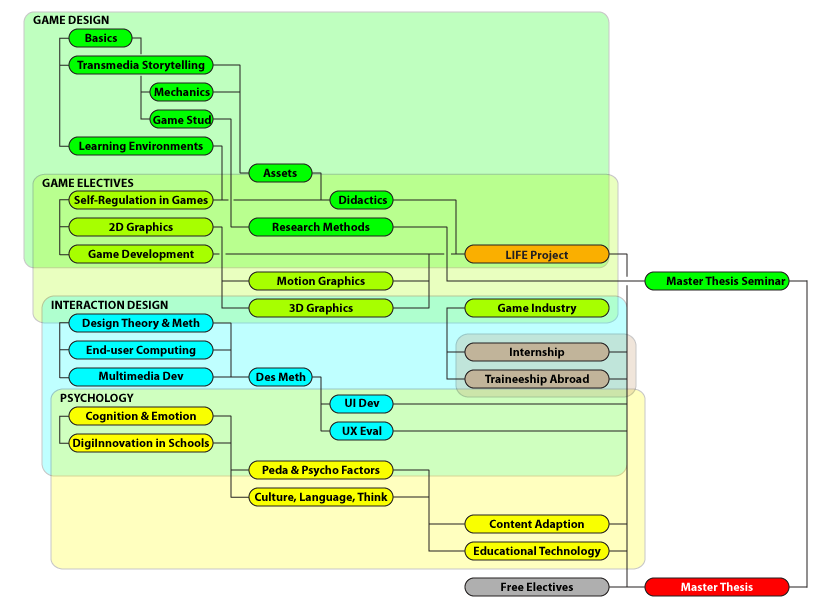 GAME DESIGN
Basics
Transmedia Storytelling
Mechanics
Game Stud
Learning Environments
Assets
GAME ELECTIVES
Self-Regulation in Games
Didactics
2D Graphics
Research Methods
Game Development
LIFE Project
Motion Graphics
Master Thesis Seminar
INTERACTION DESIGN
3D Graphics
Game Industry
Design Theory & Meth
End-user Computing
Internship
Multimedia Dev
Des Meth
Traineeship Abroad
PSYCHOLOGY
UI Dev
Cognition & Emotion
UX Eval
DigiInnovation in Schools
Peda & Psycho Factors
Culture, Language, Think
Content Adaption
Educational Technology
Free Electives
Master Thesis